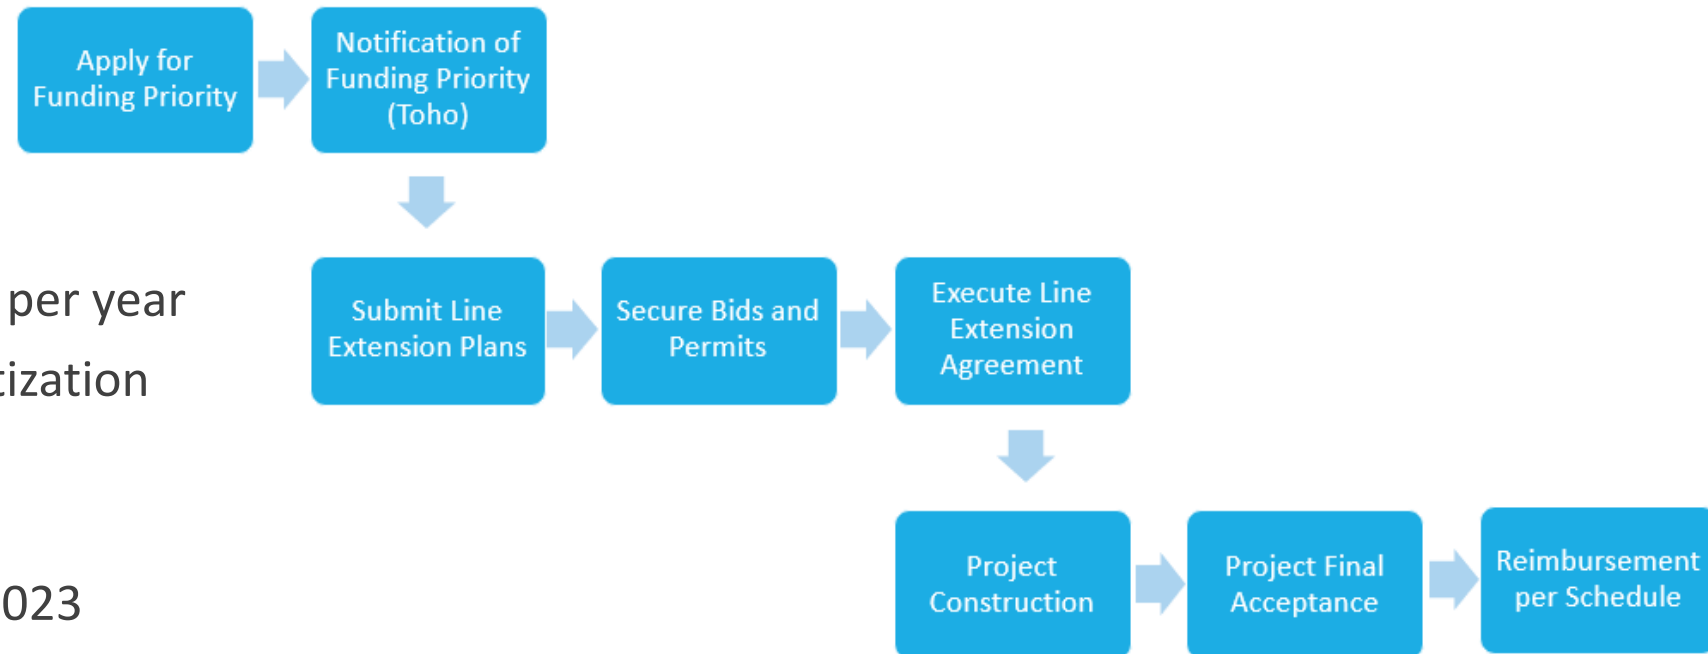 Apply for
Funding Priority
Notification of
Funding Priority
(Toho)
per year
tization
Submit Line
Extension Plans
Secure Bids and
Permits
Execute Line
Extension
Agreement
023
Project
Construction
Project Final
Acceptance
Reimbursement
per Schedule